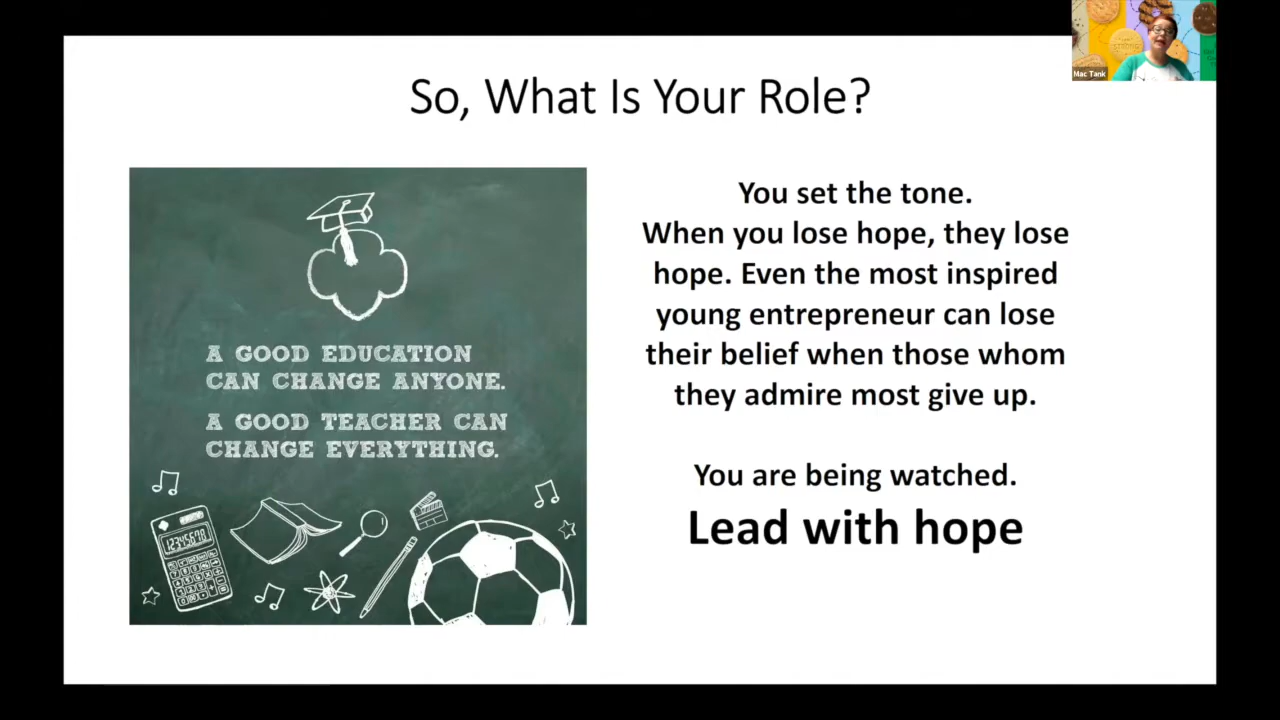 So, What Is Your Role?
A GOOD EDUCATION
CAN CHANGE ANYONE.
A GOOD TEACHER CAN
CHANGE EVERYTHING.
12345678
You set the tone.
When you lose hope, they lose
hope. Even the most inspired
young entrepreneur can lose
their belief when those whom
they admire most give up.
You are being watched.
Lead with hope
Mac Tank